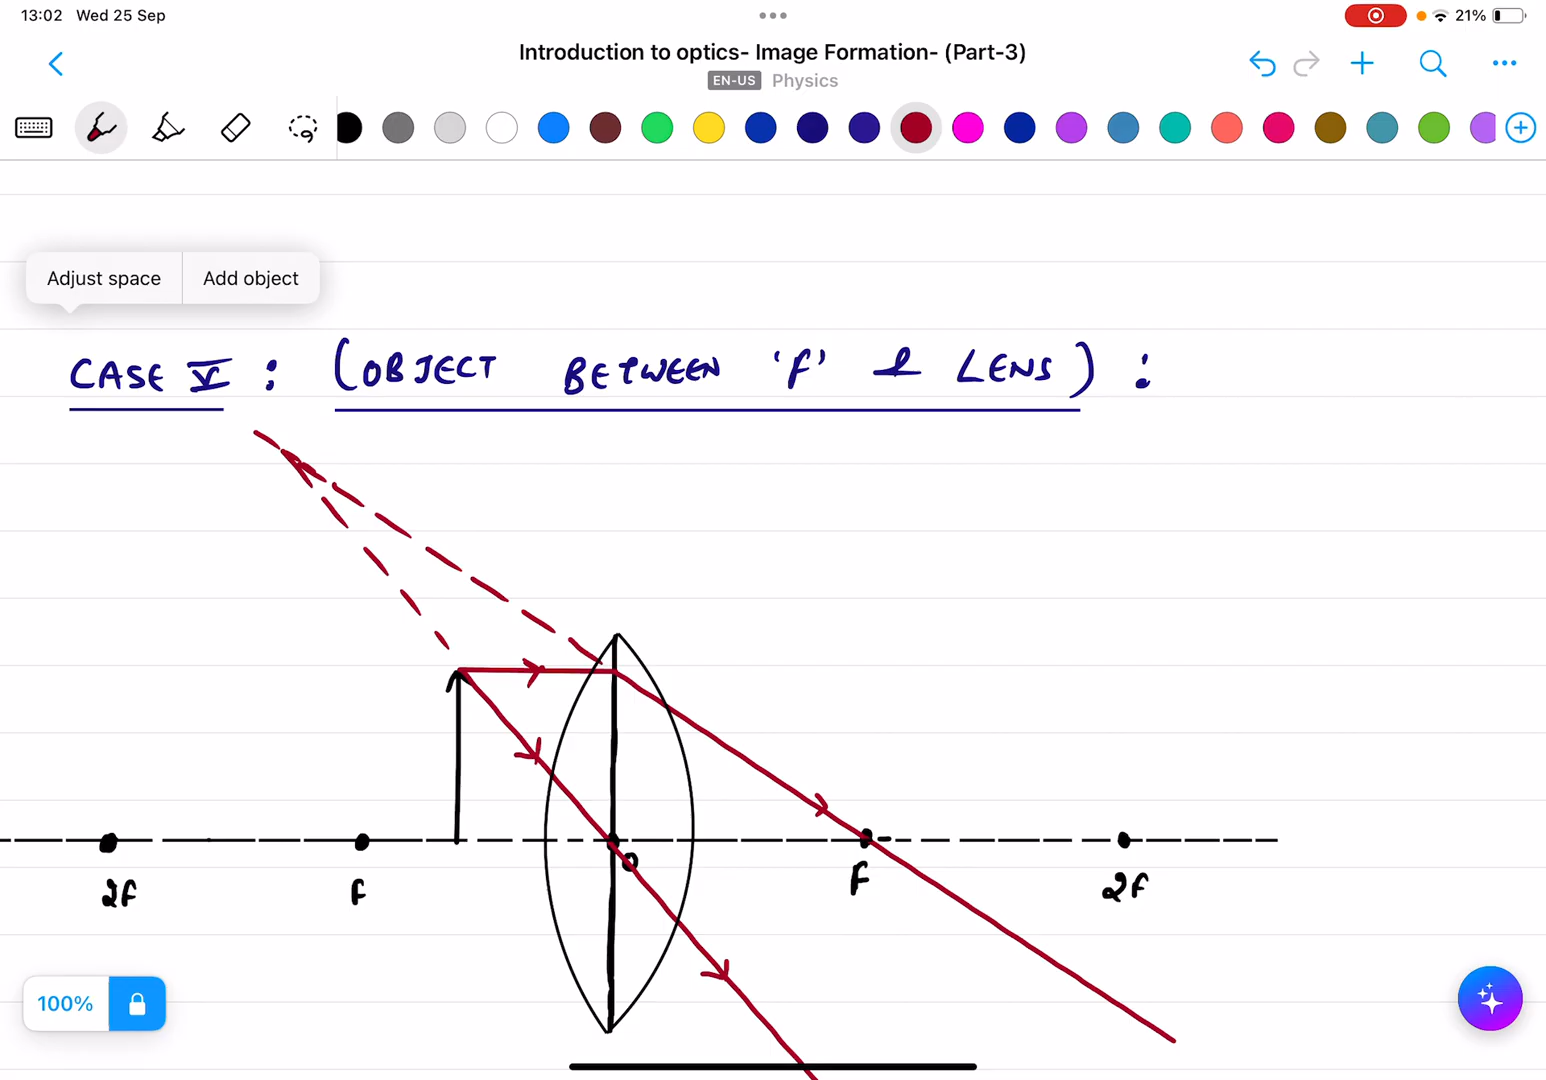 13:02 Wed 25 Sep
21%
Introduction to optics- Image Formation- (Part-3)
EN-US Physics
Adjust space Add object
CASE V : (OBJECT BETWEEN 'F' & LENS) :
O
2F F F 2F
100%